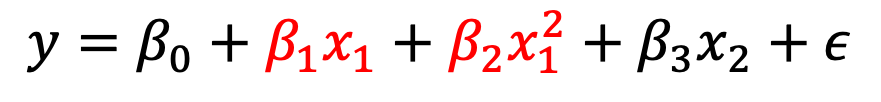 y = β₀ + β₁x₁ + β₂x₁² + β₃x₂ + ϵ